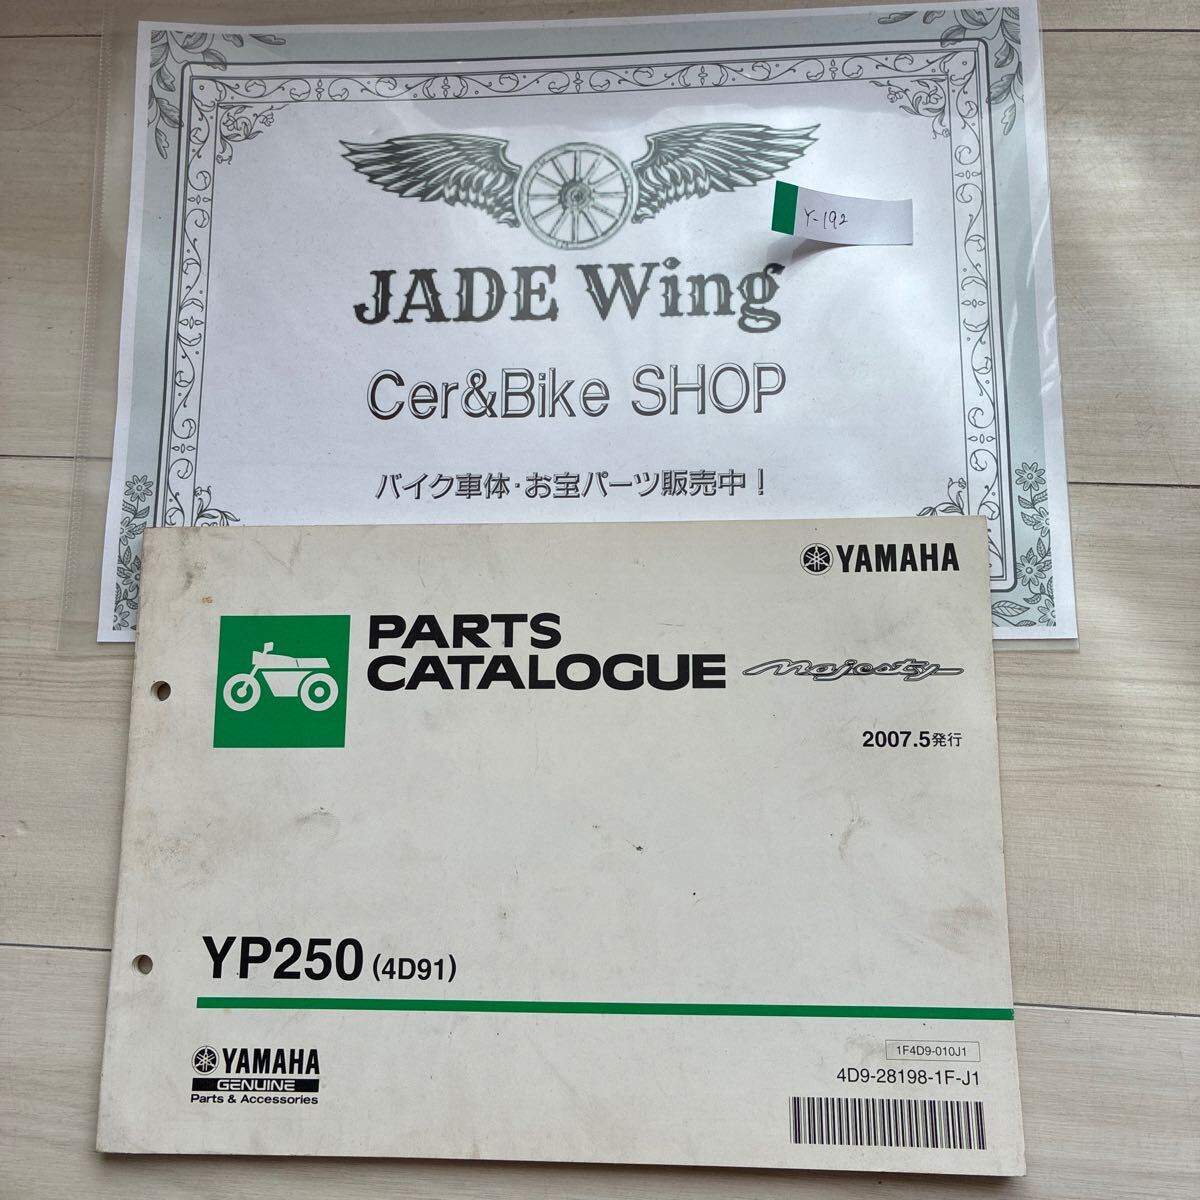 Y-192
JADE Wing
Cer&Bike SHOP
バイク車体・お宝パーツ販売中！
YAMAHA
PARTS
CATALOGUE
Majesty
2007.5発行
YP250 (4D91)
YAMAHA
GENUINE
Parts & Accessories
1F4D9-010J1
4D9-28198-1F-J1